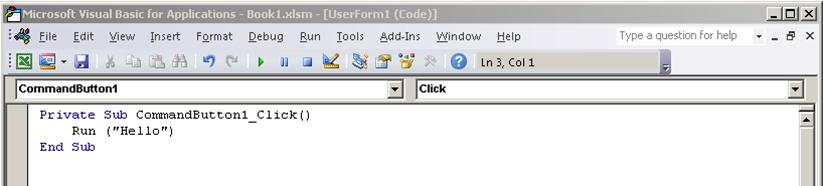 Microsoft Visual Basic for Applications - Book1.xlsm - [UserForm1 (Code)]
File Edit View Insert Format Debug Run Tools Add-Ins Window Help Type a question for help
Ln 3, Col 1
CommandButton1 Click
Private Sub CommandButton1_Click()
Run ("Hello")
End Sub